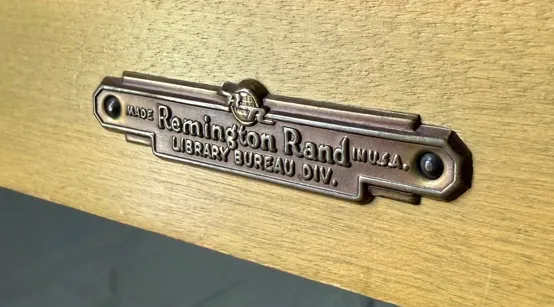 MADE Remington Rand IN U.S.A.
LIBRARY BUREAU DIV.